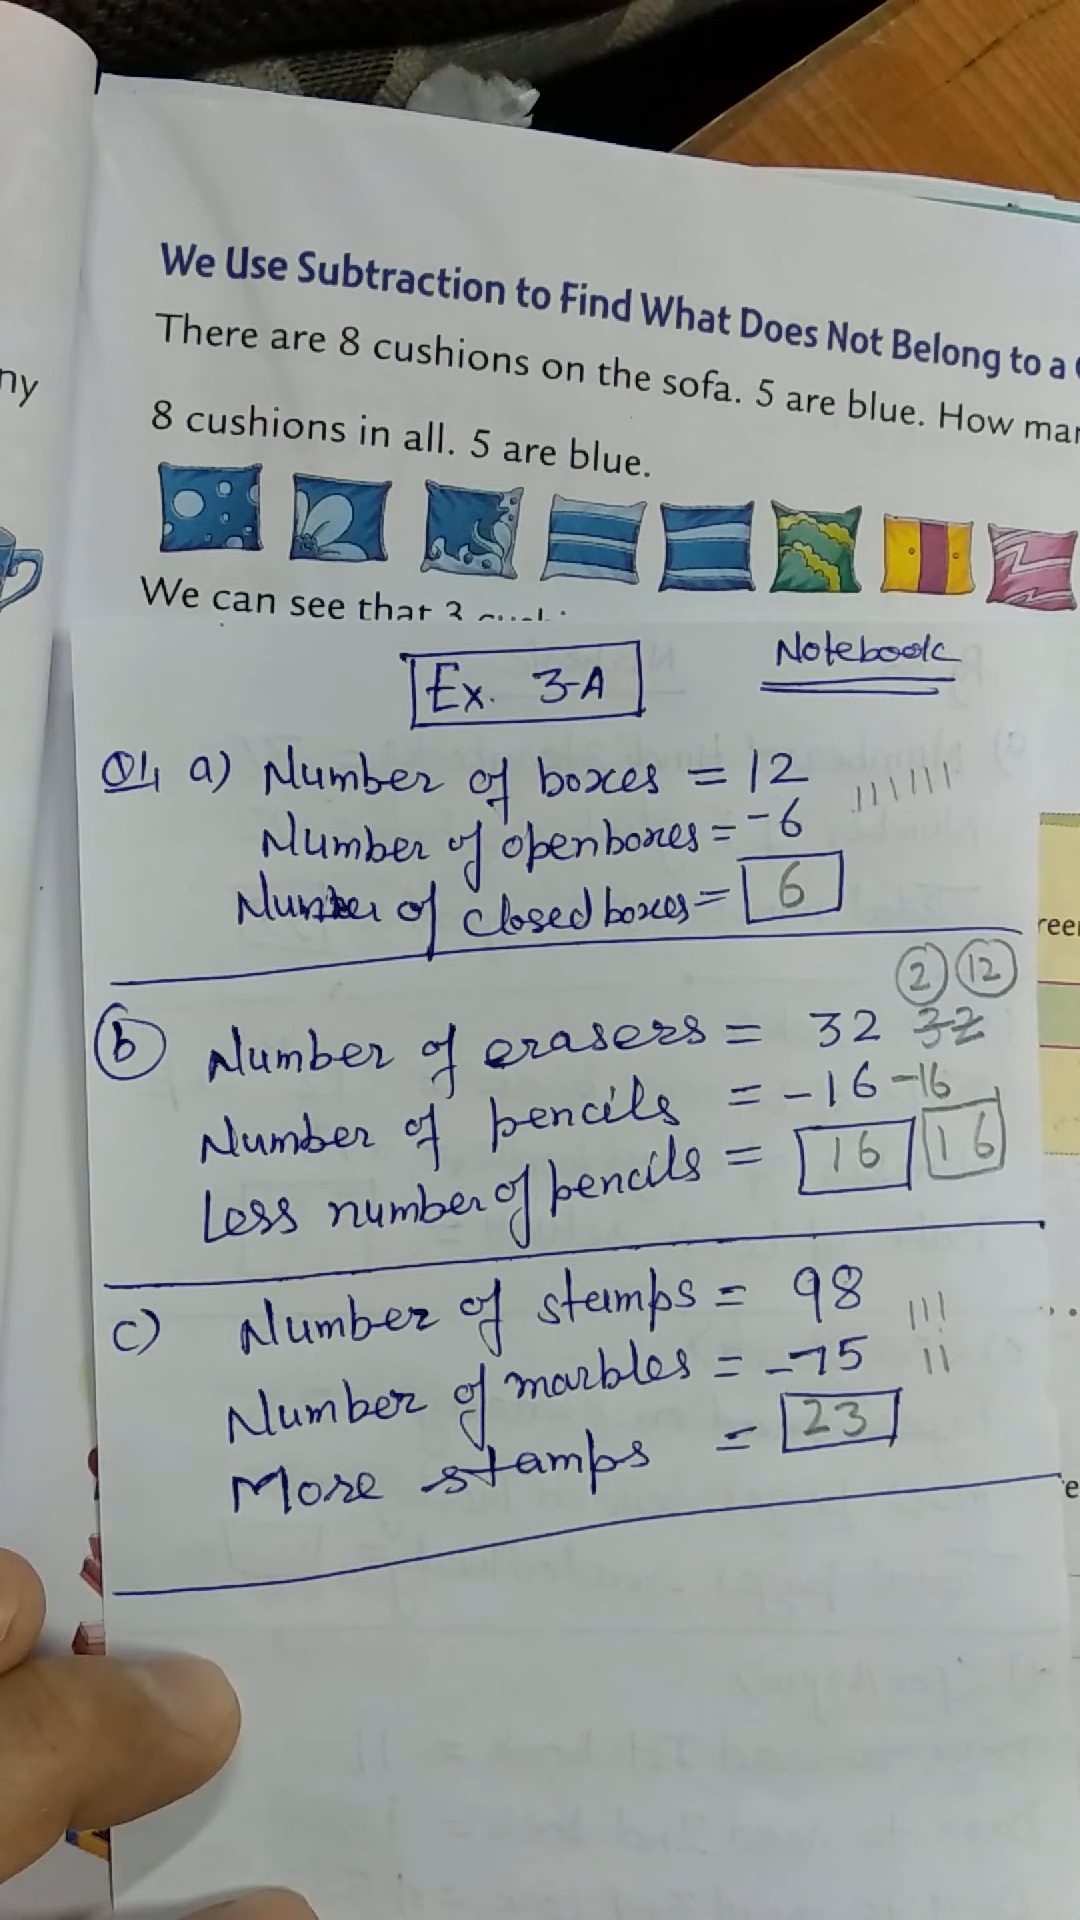 We Use Subtraction to Find What Does Not Belong to a
There are 8 cushions on the sofa. 5 are blue. How
ny
8 cushions in all. 5 are blue.
We can see that 3
Ex. 3-A
Notebook
Q1, a) Number of boxes = 12
Number of open boxes = -6
Number of closed boxes = 6
2 12
b Number of erasers = 32 32
Number of pencils = -16 -16
Less number of pencils = 16 16
c) Number of stamps = 98
Number of marbles = -75
More stamps = 23